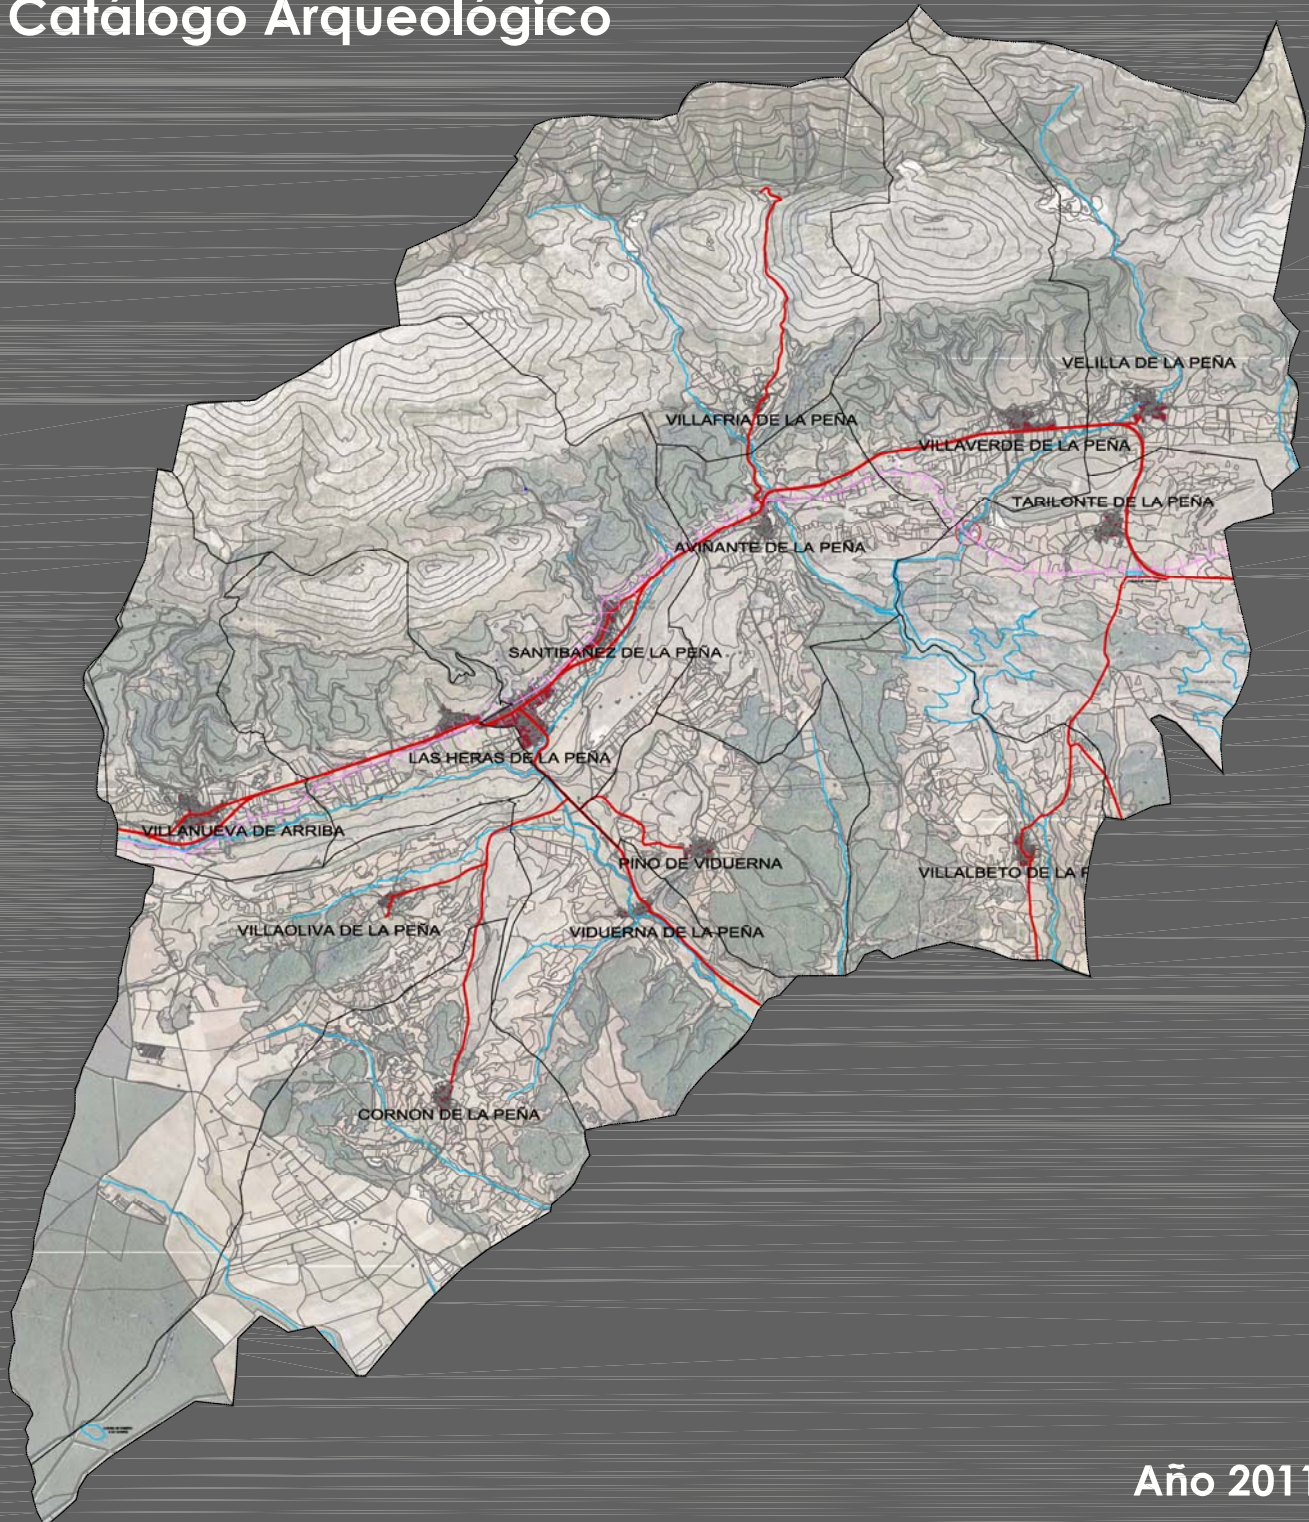 Catálogo Arqueológico
VELILLA DE LA PEÑA
VILLAFRIA DE LA PEÑA
VILLAVERDE DE LA PEÑA
TARILONTE DE LA PEÑA
AVIÑANTE DE LA PEÑA
SANTIBAÑEZ DE LA PEÑA
LAS HERAS DE LA PEÑA
VILLANUEVA DE ARRIBA
PINO DE VIDUERNA
VILLALBETO DE LA P
VILLAOLIVA DE LA PEÑA
VIDUERNA DE LA PEÑA
CORNON DE LA PEÑA
Año 2011